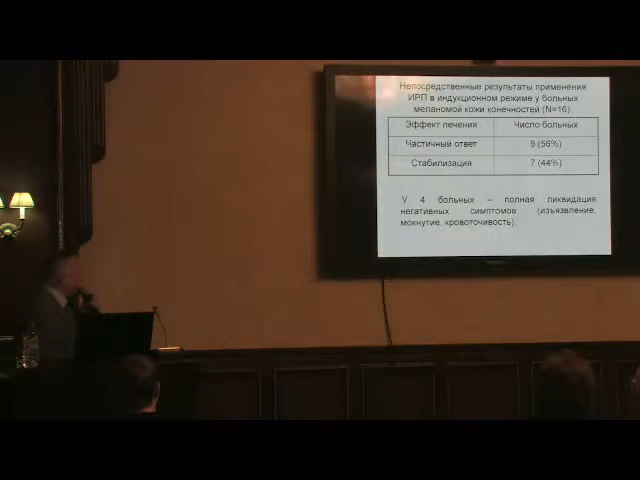 Непосредственные результаты применения
ИРП в индукционном режиме у больных
меланомой кожи конечностей (N=16)
Эффект лечения Число больных
Частичный ответ 9 (56%)
Стабилизация 7 (44%)
У 4 больных – полная ликвидация
негативных симптомов (изъязвление,
мокнутие, кровоточивость).